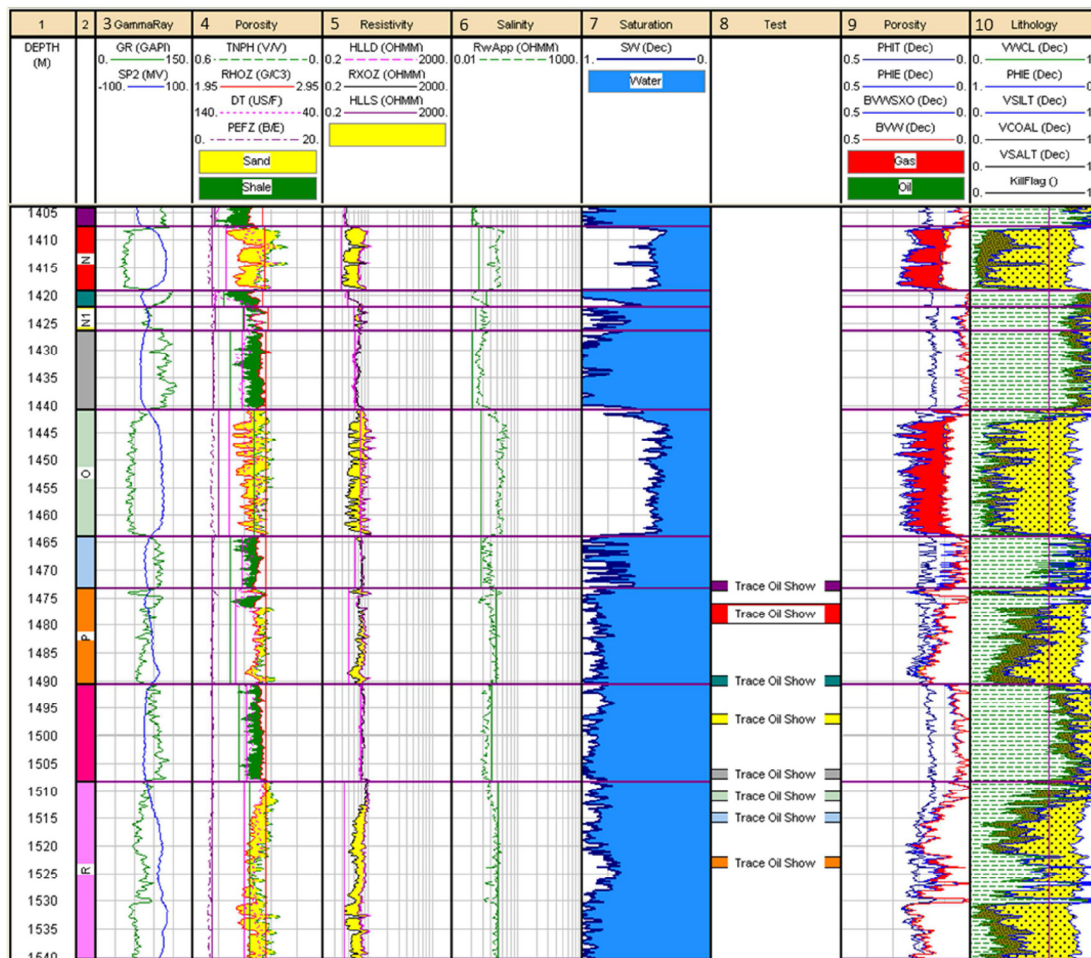 1 2 3 GammaRay 4 Porosity 5 Resistivity 6 Salinity 7 Saturation 8 Test 9 Porosity 10 Lithology
DEPTH (M)
GR (GAPI)
0. 150.
SP2 (MV)
-100. 100.
TNPH (V/V)
0.6 -0.
RHOZ (G/C3)
1.95 2.95
DT (US/F)
140. 40.
PEFZ (B/E)
0. 20.
Sand
Shale
HLLD (OHMM)
0.2 2000.
RXOZ (OHMM)
0.2 2000.
HLLS (OHMM)
0.2 2000.
RwApp (OHMM)
0.01 1000.
SW (Dec)
1. 0.
Water
PHIT (Dec)
0.5 0.
PHIE (Dec)
0.5 0.
BVWSXO (Dec)
0.5 0.
BVW (Dec)
0.5 0.
Gas
Oil
VWCL (Dec)
0. 1.
PHIE (Dec)
1. 0.
VSILT (Dec)
0. 1
VCOAL (Dec)
0. 1
VSALT (Dec)
0. 1
KillFlag ()
0. 1
1405
1410
N
1415
1420
N1
1425
1430
1435
1440
1445
1450
O
1455
1460
1465
1470
Trace Oil Show
1475
Trace Oil Show
1480
P
1485
1490
Trace Oil Show
1495
Trace Oil Show
1500
1505
Trace Oil Show
1510
Trace Oil Show
1515
Trace Oil Show
1520
Trace Oil Show
R
1525
1530
1535
1540